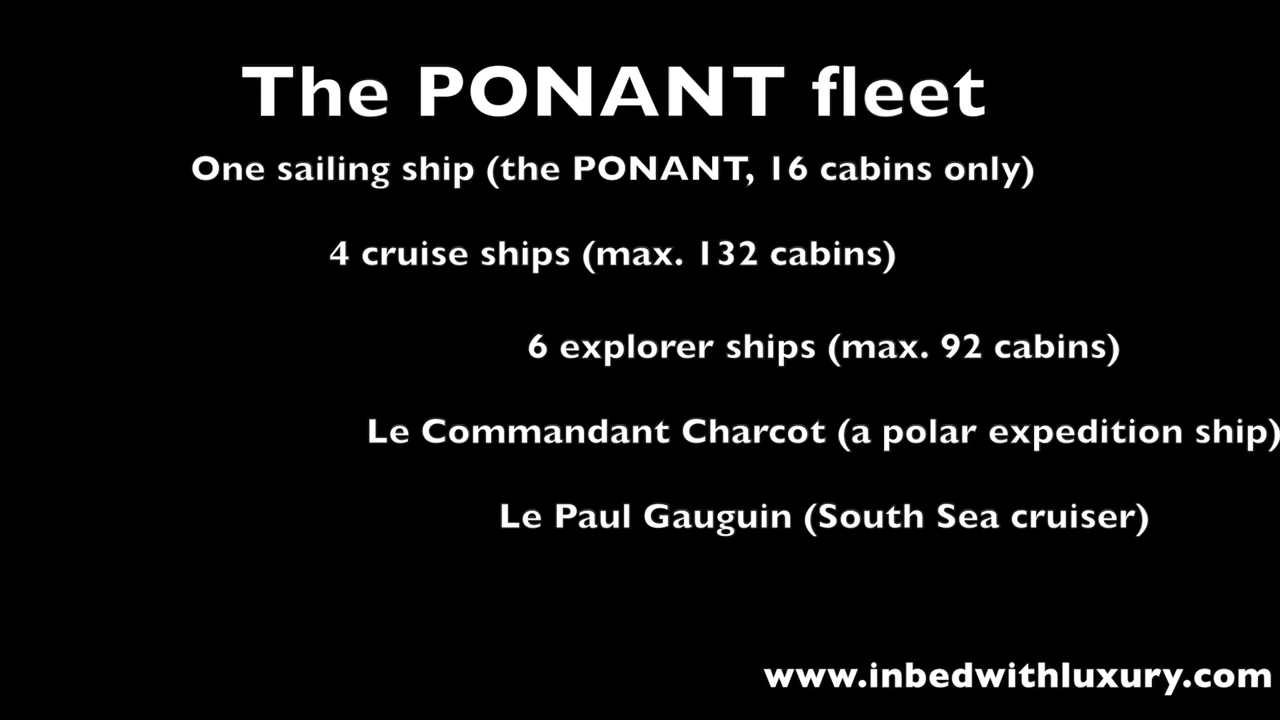 The PONANT fleet
One sailing ship (the PONANT, 16 cabins only)
4 cruise ships (max. 132 cabins)
6 explorer ships (max. 92 cabins)
Le Commandant Charcot (a polar expedition ship)
Le Paul Gauguin (South Sea cruiser)
www.inbedwithluxury.com